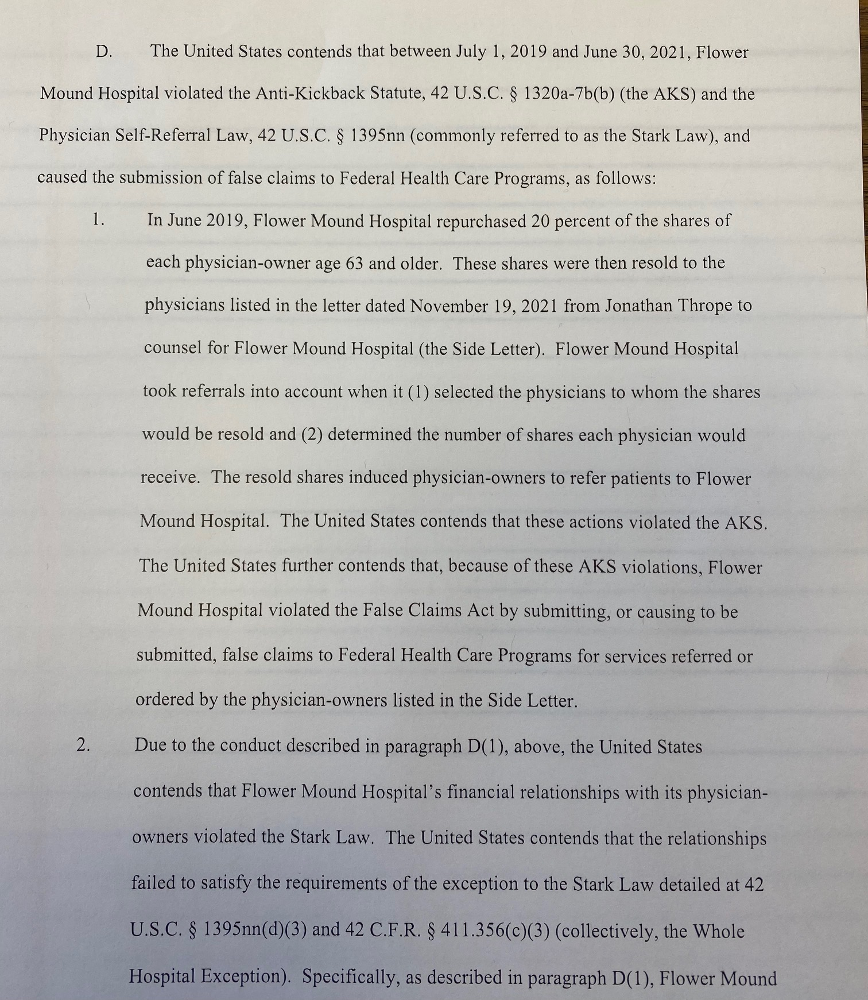 D. The United States contends that between July 1, 2019 and June 30, 2021, Flower
Mound Hospital violated the Anti-Kickback Statute, 42 U.S.C. § 1320a-7b(b) (the AKS) and the
Physician Self-Referral Law, 42 U.S.C. § 1395nn (commonly referred to as the Stark Law), and
caused the submission of false claims to Federal Health Care Programs, as follows:
1. In June 2019, Flower Mound Hospital repurchased 20 percent of the shares of
each physician-owner age 63 and older. These shares were then resold to the
physicians listed in the letter dated November 19, 2021 from Jonathan Thrope to
counsel for Flower Mound Hospital (the Side Letter). Flower Mound Hospital
took referrals into account when it (1) selected the physicians to whom the shares
would be resold and (2) determined the number of shares each physician would
receive. The resold shares induced physician-owners to refer patients to Flower
Mound Hospital. The United States contends that these actions violated the AKS.
The United States further contends that, because of these AKS violations, Flower
Mound Hospital violated the False Claims Act by submitting, or causing to be
submitted, false claims to Federal Health Care Programs for services referred or
ordered by the physician-owners listed in the Side Letter.
2. Due to the conduct described in paragraph D(1), above, the United States
contends that Flower Mound Hospital's financial relationships with its physician-
owners violated the Stark Law. The United States contends that the relationships
failed to satisfy the requirements of the exception to the Stark Law detailed at 42
U.S.C. § 1395nn(d)(3) and 42 C.F.R. § 411.356(c)(3) (collectively, the Whole
Hospital Exception). Specifically, as described in paragraph D(1), Flower Mound